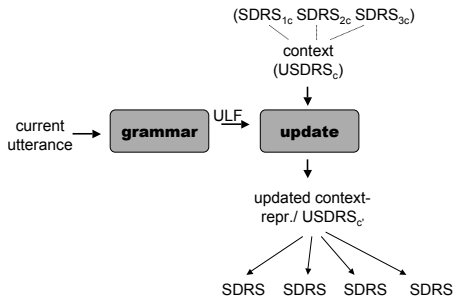 (SDRS1c SDRS2c SDRS3c)
context
(USDRSc)
ULF
current
utterance
grammar
update
updated context-
repr./ USDRSc'
SDRS SDRS SDRS SDRS